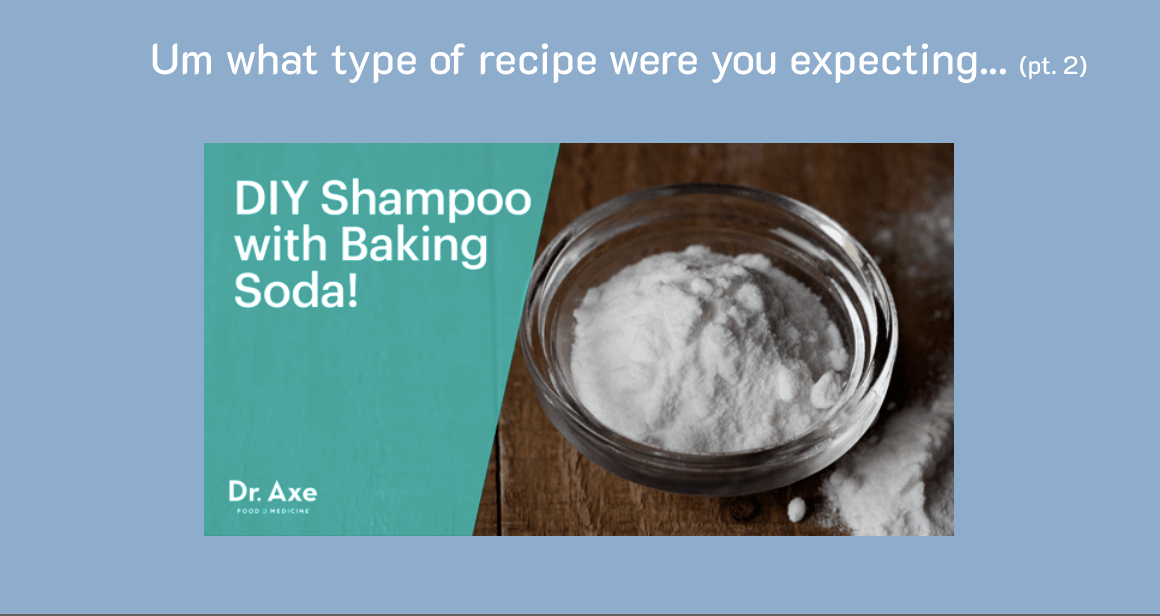 Um what type of recipe were you expecting... (pt. 2)
DIY Shampoo
with Baking
Soda!
Dr. Axe
FOOD IS MEDICINE